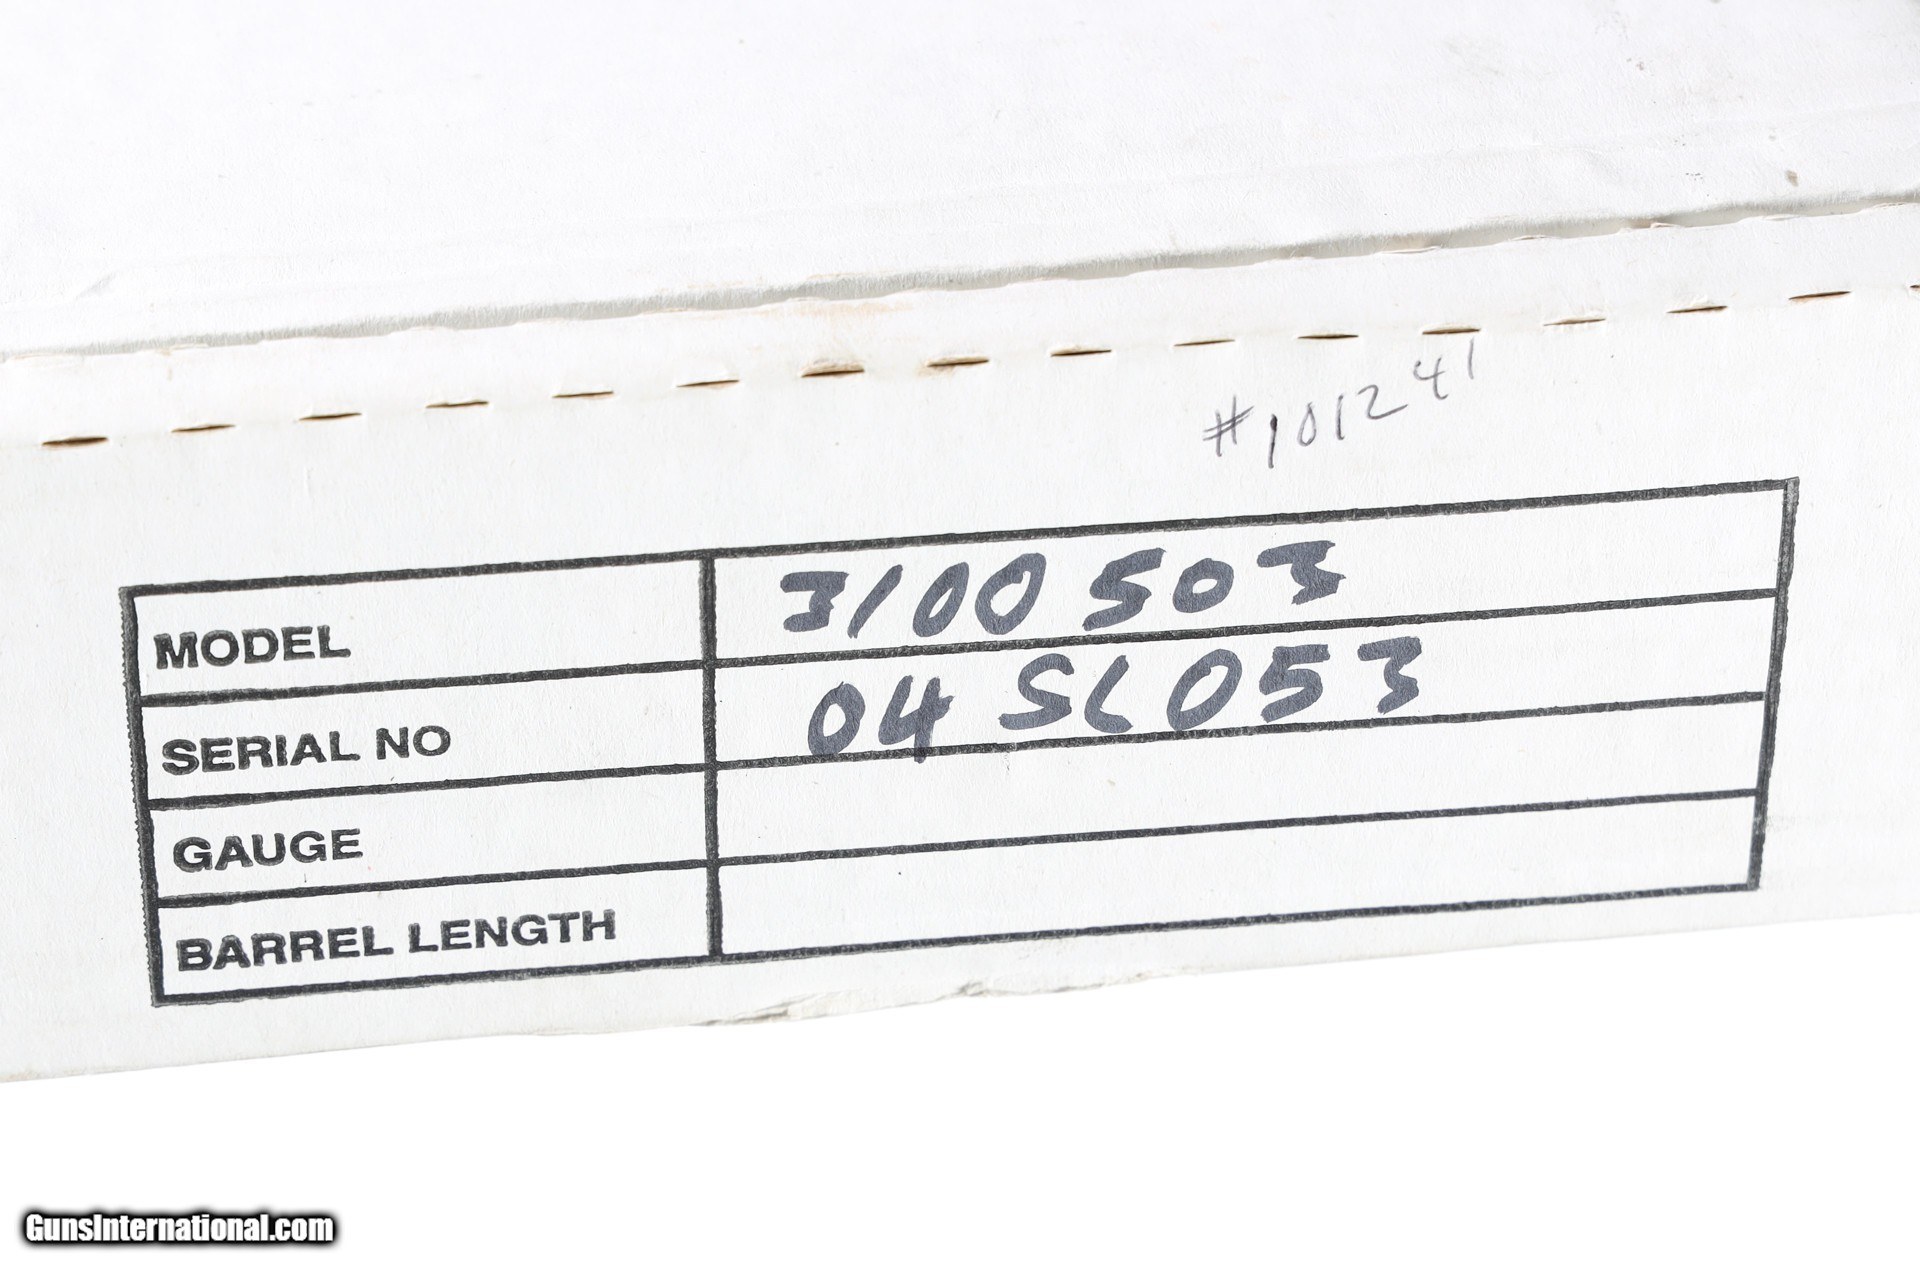 #101241
MODEL 3100 503
SERIAL NO 04 SL053
GAUGE
BARREL LENGTH
GunsInternational.com